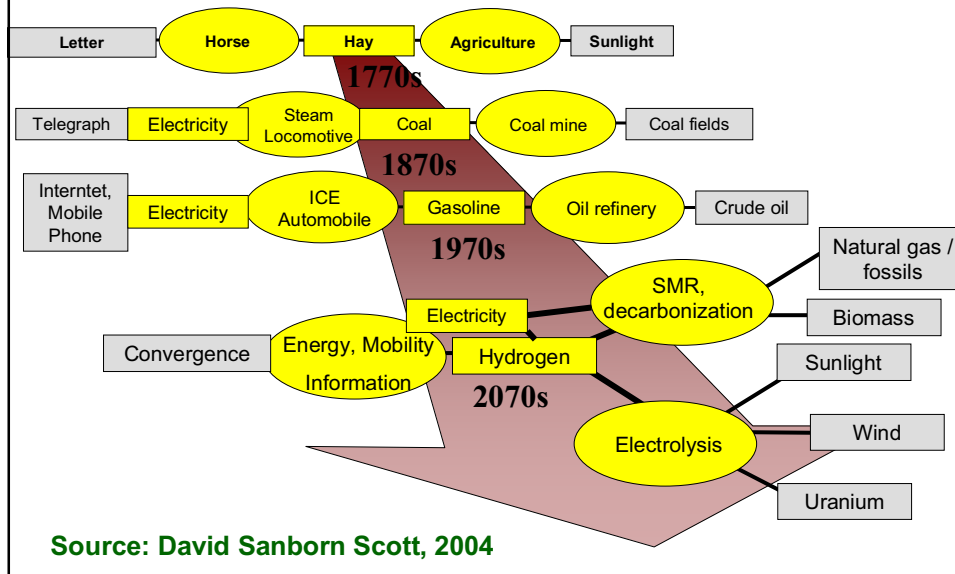 Letter
Horse
Hay
Agriculture
Sunlight
1770s
Telegraph
Electricity
Steam
Locomotive
Coal
Coal mine
Coal fields
1870s
Interntet,
Mobile
Phone
Electricity
ICE
Automobile
Gasoline
Oil refinery
Crude oil
1970s
Natural gas /
fossils
SMR,
decarbonization
Electricity
Biomass
Convergence
Energy, Mobility
Information
Hydrogen
Sunlight
2070s
Electrolysis
Wind
Uranium
Source: David Sanborn Scott, 2004